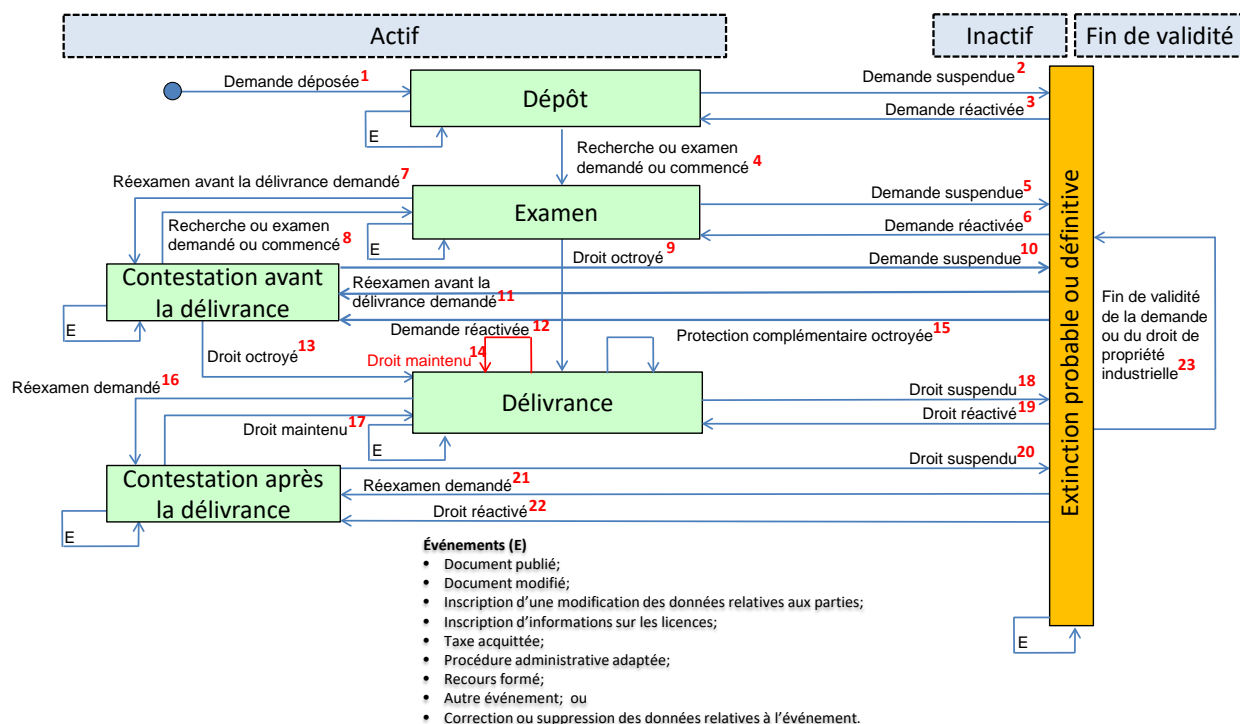 Actif
Inactif
Fin de validité
Demande déposée1
Dépôt
Demande suspendue2
Demande réactivée3
E
Recherche ou examen
demandé ou commencé 4
Réexamen avant la délivrance demandé7
Examen
Demande suspendue5
Demande réactivée6
Recherche ou examen
demandé ou commencé 8
E
Droit octroyé 9
Demande suspendue10
Contestation avant
la délivrance
Réexamen avant la
délivrance demandé11
E
Demande réactivée 12
Droit octroyé 13
Droit maintenu14
Protection complémentaire octroyée15
Fin de validité
de la demande
ou du droit de
propriété
industrielle23
Extinction probable ou définitive
Réexamen demandé16
Délivrance
Droit suspendu18
Droit réactivé19
Droit maintenu17
E
Contestation après
la délivrance
Droit suspendu20
Réexamen demandé21
Droit réactivé22
E
Événements (E)
• Document publié;
• Document modifié;
• Inscription d’une modification des données relatives aux parties;
• Inscription d’informations sur les licences;
• Taxe acquittée;
• Procédure administrative adaptée;
• Recours formé;
• Autre événement; ou
• Correction ou suppression des données relatives à l’événement.
E